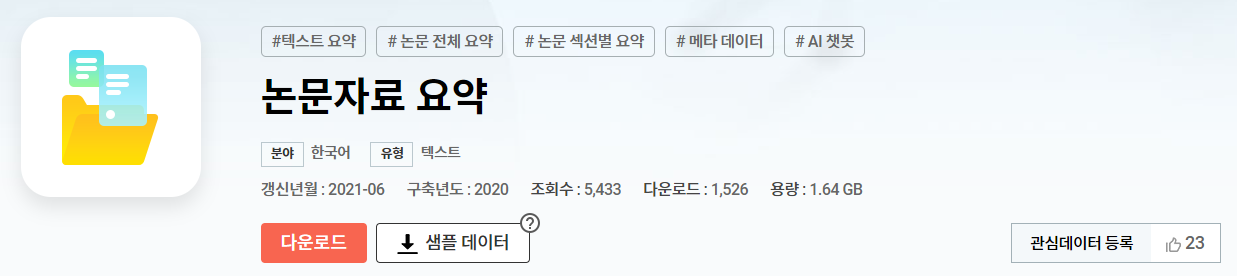 #텍스트 요약 # 논문 전체 요약 # 논문 섹션별 요약 # 메타 데이터 # AI 챗봇
논문자료 요약
분야 한국어 유형 텍스트
갱신년월 : 2021-06 구축년도 : 2020 조회수 : 5,433 다운로드 : 1,526 용량 : 1.64 GB
다운로드 샘플 데이터 ? 관심데이터 등록 23